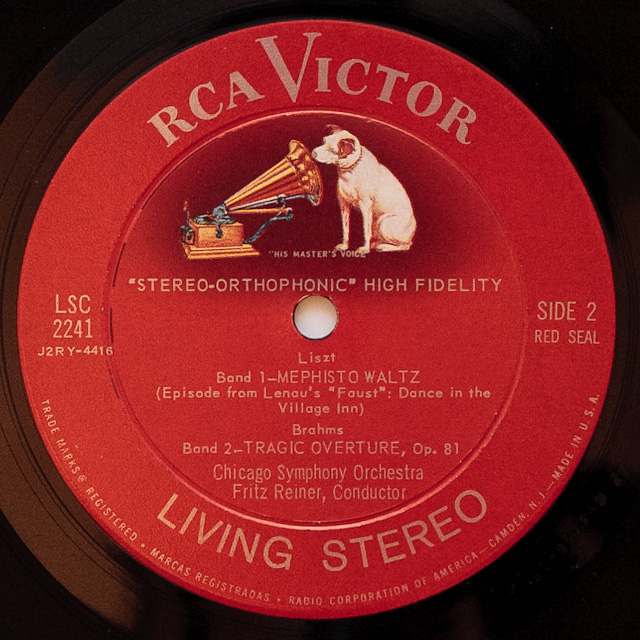 RCA VICTOR
"HIS MASTER'S VOICE"
"STEREO-ORTHOPHONIC" HIGH FIDELITY
LSC
2241
J2RY-4416
SIDE 2
RED SEAL
Liszt
Band 1—MEPHISTO WALTZ
(Episode from Lenau's "Faust": Dance in the
Village Inn)
Brahms
Band 2—TRAGIC OVERTURE, Op. 81
Chicago Symphony Orchestra
Fritz Reiner, Conductor
LIVING STEREO
TRADE MARKS® REGISTERED • MARCAS REGISTRADAS • RADIO CORPORATION OF AMERICA—CAMDEN, N. J.—MADE IN U.S.A.